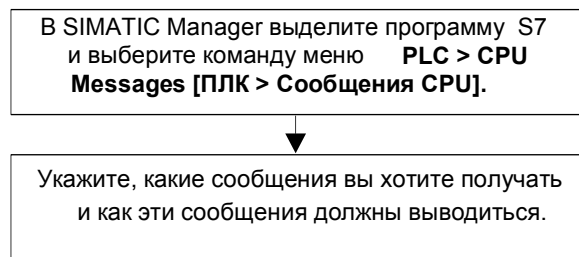 В SIMATIC Manager выделите программу S7
и выберите команду меню PLC > CPU
Messages [ПЛК > Сообщения CPU].
Укажите, какие сообщения вы хотите получать
и как эти сообщения должны выводиться.